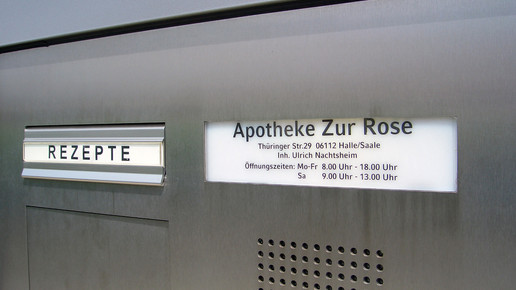 REZEPTE
Apotheke Zur Rose
Thüringer Str.29 06112 Halle/Saale
Inh. Ulrich Nachtsheim
Öffnungszeiten: Mo-Fr 8.00 Uhr - 18.00 Uhr
Sa 9.00 Uhr - 13.00 Uhr